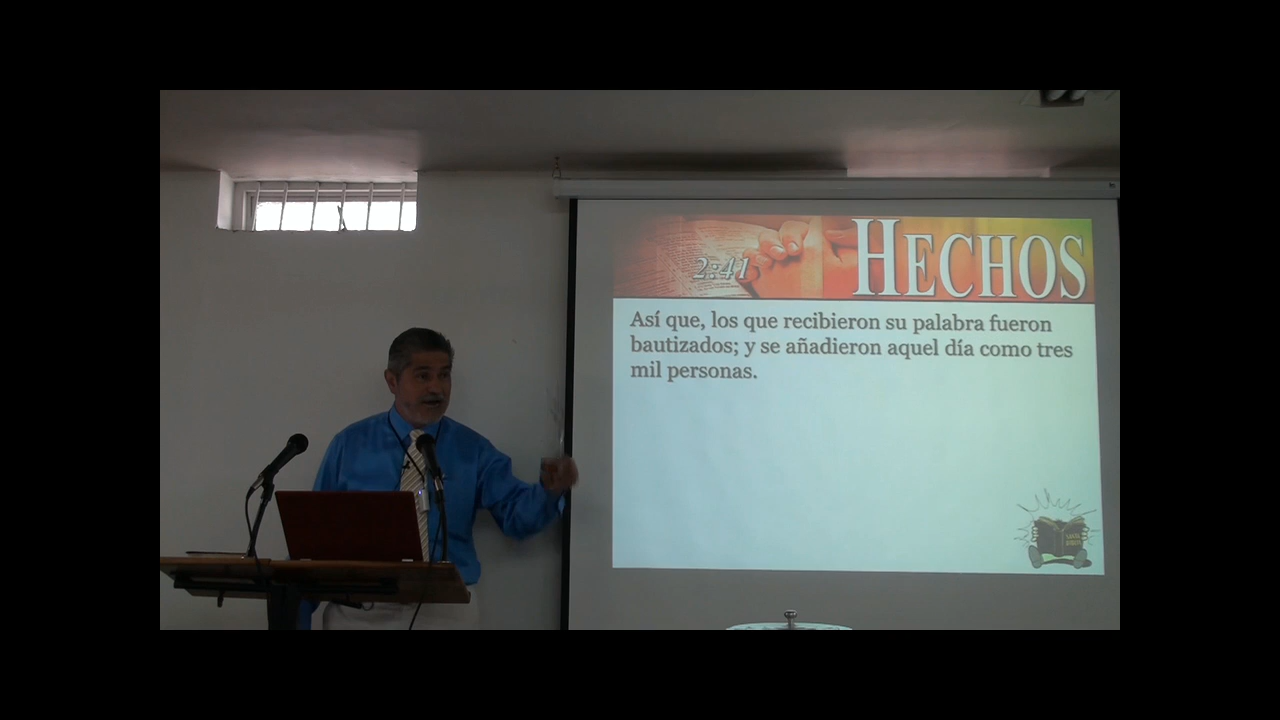 2:41
HECHOS
Así que, los que recibieron su palabra fueron
bautizados; y se añadieron aquel día como tres
mil personas.